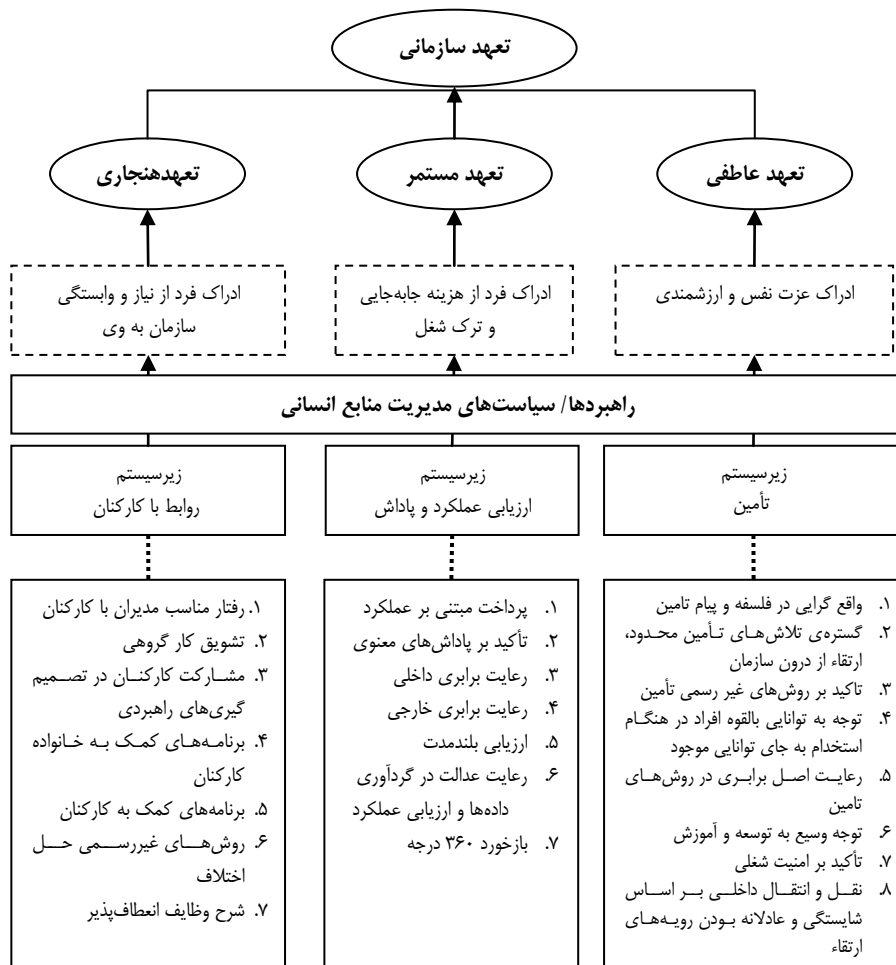 تعهد سازمانی
تعهد عاطفی
تعهد مستمر
تعهدهنجاری
ادراک عزت نفس و ارزشمندی
ادراک فرد از هزینه جابه‌جایی
و ترک شغل
ادراک فرد از نیاز و وابستگی
سازمان به وی
راهبردها/ سیاست‌های مدیریت منابع انسانی
زیرسیستم
تأمین
زیرسیستم
ارزیابی عملکرد و پاداش
زیرسیستم
روابط با کارکنان
۱. واقع گرایی در فلسفه و پیام تامین
۲. گستره‌ی تلاش‌های تأمین محدود،
ارتقاء از درون سازمان
۳. تاکید بر روش‌های غیر رسمی تأمین
۴. توجه به توانایی بالقوه افراد در هنگام
استخدام به جای توانایی موجود
۵. رعایت اصل برابری در روش‌های
تامین
۶. توجه وسیع به توسعه و آموزش
۷. تأکید بر امنیت شغلی
۸. نقل و انتقال داخلی بر اساس
شایستگی و عادلانه بودن رویه‌های
ارتقاء
۱. پرداخت مبتنی بر عملکرد
۲. تأکید بر پاداش‌های معنوی
۳. رعایت برابری داخلی
۴. رعایت برابری خارجی
۵. ارزیابی بلندمدت
۶. رعایت عدالت در گردآوری
داده‌ها و ارزیابی عملکرد
۷. بازخورد ۳۶۰ درجه
۱. رفتار مناسب مدیران با کارکنان
۲. تشویق کار گروهی
۳. مشارکت کارکنان در تصمیم
گیری‌های راهبردی
۴. برنامه‌های کمک به خانواده
کارکنان
۵. برنامه‌های کمک به کارکنان
۶. روش‌های غیررسمی حل
اختلاف
۷. شرح وظایف انعطاف‌پذیر